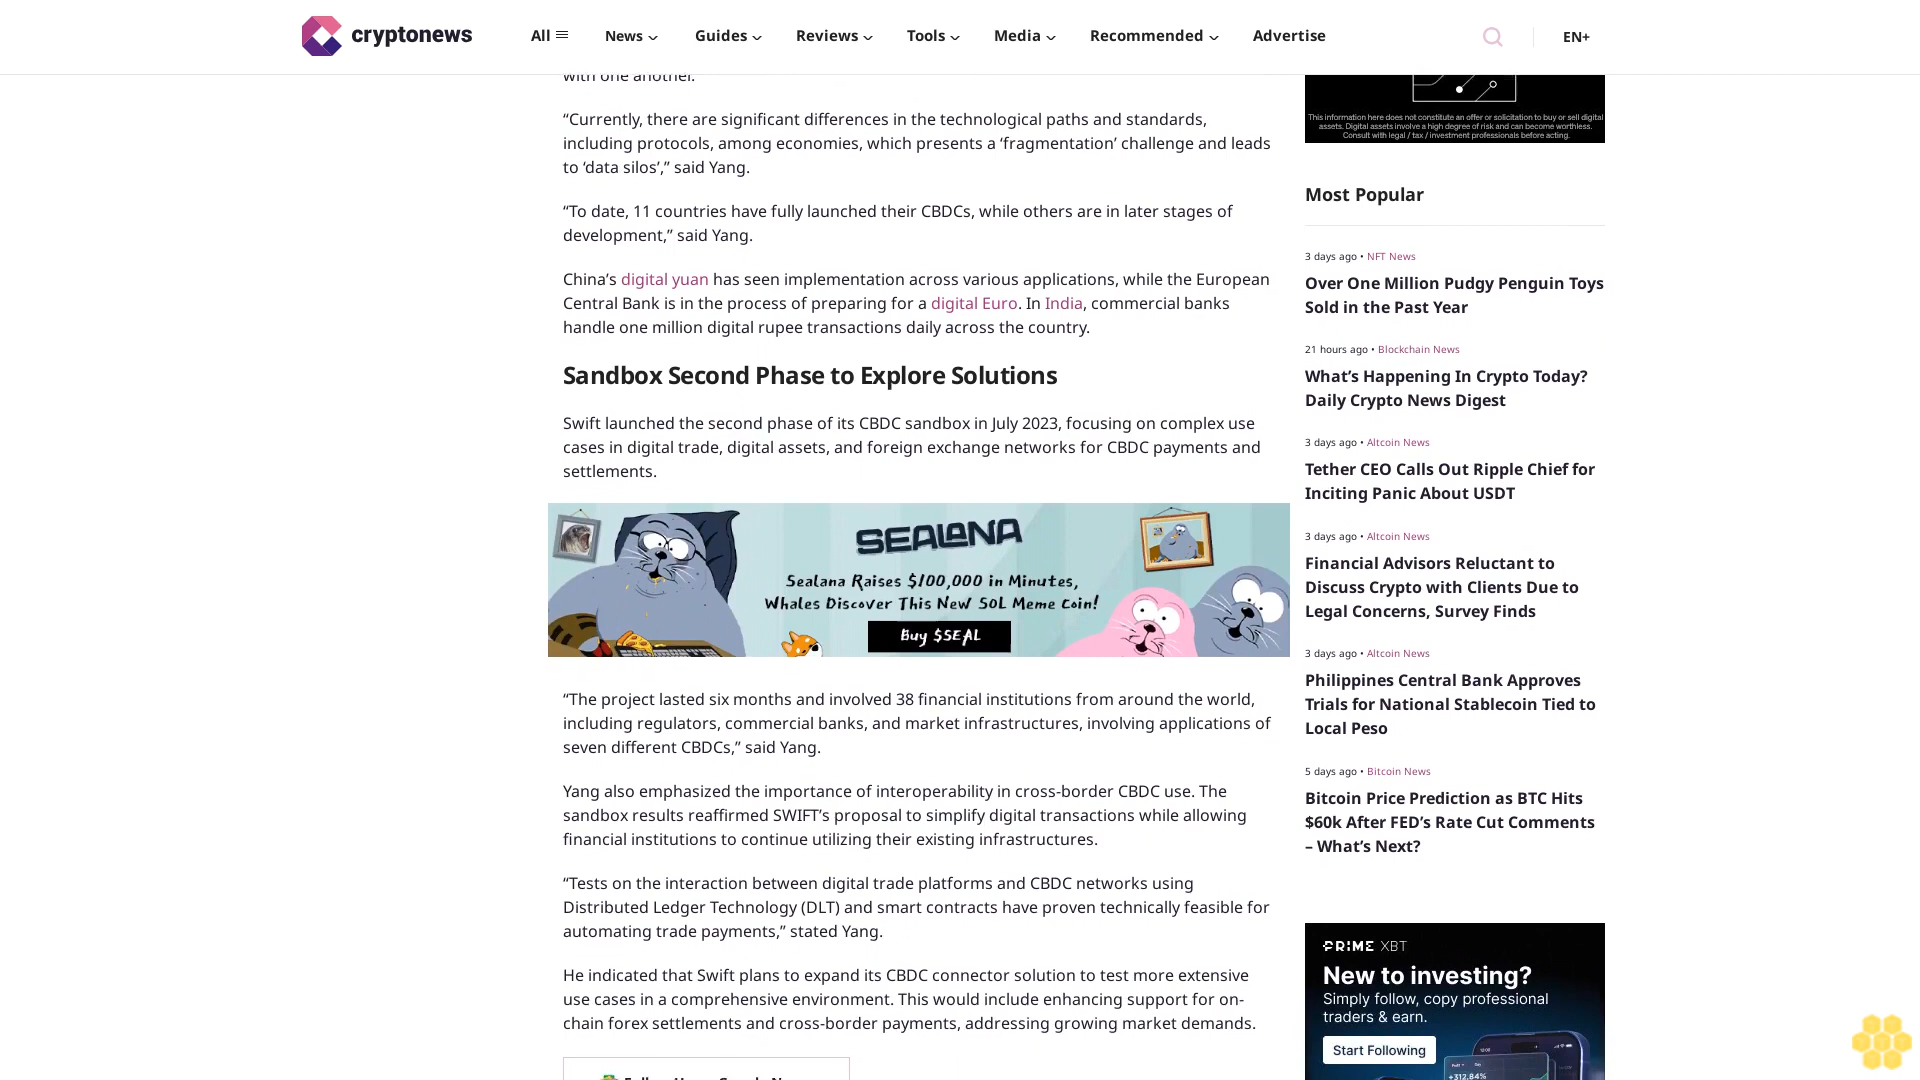 cryptonews
All
News
Guides
Reviews
Tools
Media
Recommended
Advertise
EN+
with one another.
“Currently, there are significant differences in the technological paths and standards,
including protocols, among economies, which presents a ‘fragmentation’ challenge and leads
to ‘data silos’,” said Yang.
“To date, 11 countries have fully launched their CBDCs, while others are in later stages of
development,” said Yang.
China’s digital yuan has seen implementation across various applications, while the European
Central Bank is in the process of preparing for a digital Euro. In India, commercial banks
handle one million digital rupee transactions daily across the country.
Sandbox Second Phase to Explore Solutions
Swift launched the second phase of its CBDC sandbox in July 2023, focusing on complex use
cases in digital trade, digital assets, and foreign exchange networks for CBDC payments and
settlements.
SEALANA
Sealana Raises $100,000 in Minutes,
Whales Discover This New SOL Meme Coin!
Buy $SEAL
“The project lasted six months and involved 38 financial institutions from around the world,
including regulators, commercial banks, and market infrastructures, involving applications of
seven different CBDCs,” said Yang.
Yang also emphasized the importance of interoperability in cross-border CBDC use. The
sandbox results reaffirmed SWIFT’s proposal to simplify digital transactions while allowing
financial institutions to continue utilizing their existing infrastructures.
“Tests on the interaction between digital trade platforms and CBDC networks using
Distributed Ledger Technology (DLT) and smart contracts have proven technically feasible for
automating trade payments,” stated Yang.
He indicated that Swift plans to expand its CBDC connector solution to test more extensive
use cases in a comprehensive environment. This would include enhancing support for on-
chain forex settlements and cross-border payments, addressing growing market demands.
This information here does not constitute an offer or solicitation to buy or sell digital
assets. Digital assets involve a high degree of risk and can become worthless.
Consult with legal / tax / investment professionals before acting.
Most Popular
3 days ago • NFT News
Over One Million Pudgy Penguin Toys
Sold in the Past Year
21 hours ago • Blockchain News
What’s Happening In Crypto Today?
Daily Crypto News Digest
3 days ago • Altcoin News
Tether CEO Calls Out Ripple Chief for
Inciting Panic About USDT
3 days ago • Altcoin News
Financial Advisors Reluctant to
Discuss Crypto with Clients Due to
Legal Concerns, Survey Finds
3 days ago • Altcoin News
Philippines Central Bank Approves
Trials for National Stablecoin Tied to
Local Peso
5 days ago • Bitcoin News
Bitcoin Price Prediction as BTC Hits
$60k After FED’s Rate Cut Comments
– What’s Next?
PRIME XBT
New to investing?
Simply follow, copy professional
traders & earn.
Start Following
+312,84%